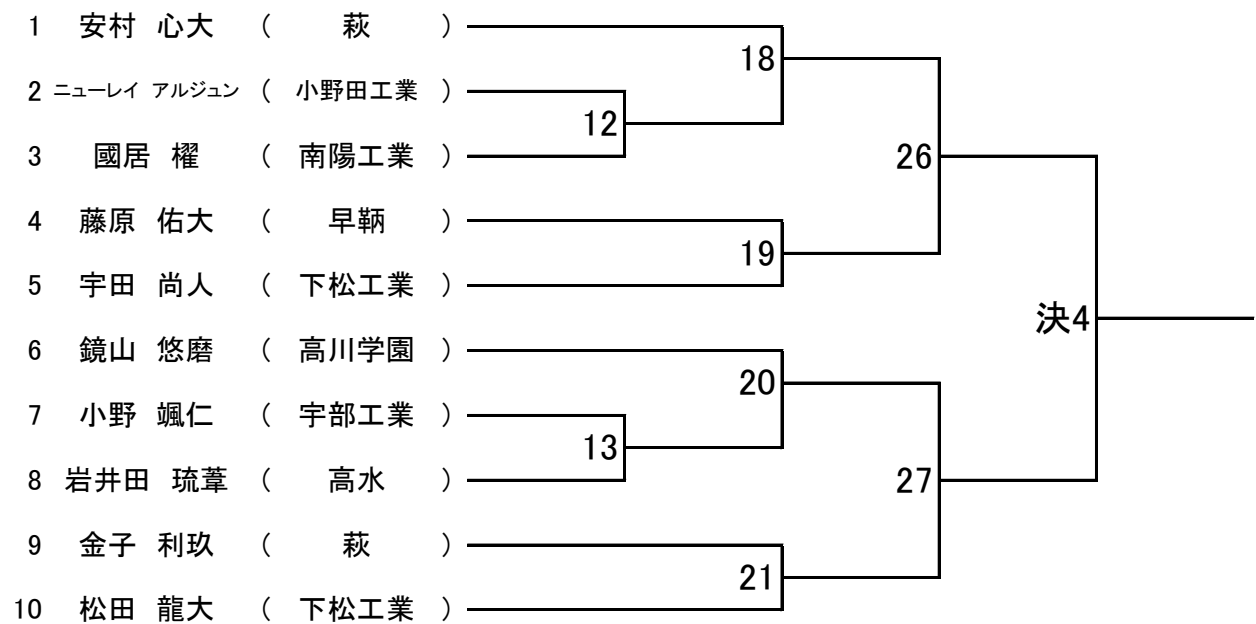 1 安村 心大 ( 萩 )
18
2 ニューレイ アルジュン ( 小野田工業 )
12
3 國居 櫂 ( 南陽工業 )
26
4 藤原 佑大 ( 早鞆 )
19
5 宇田 尚人 ( 下松工業 )
決4
6 鏡山 悠磨 ( 高川学園 )
20
7 小野 颯仁 ( 宇部工業 )
13
8 岩井田 琉葦 ( 高水 )
27
9 金子 利玖 ( 萩 )
21
10 松田 龍大 ( 下松工業 )